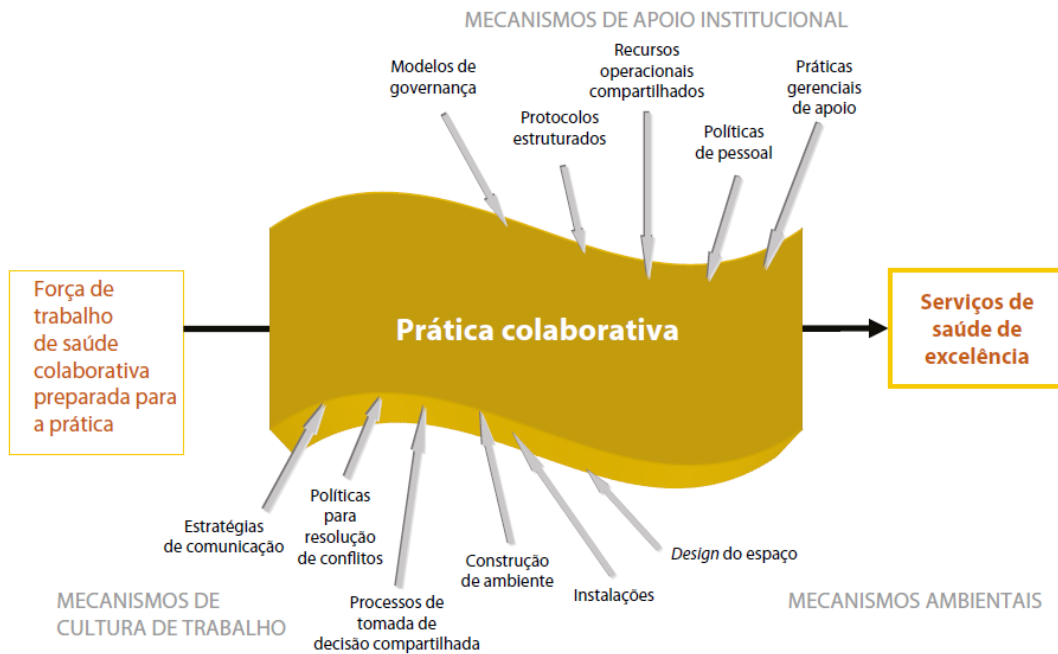 MECANISMOS DE APOIO INSTITUCIONAL
Modelos de
governança
Protocolos
estruturados
Recursos
operacionais
compartilhados
Políticas
de pessoal
Práticas
gerenciais
de apoio
Força de
trabalho
de saúde
colaborativa
preparada para
a prática
Prática colaborativa
Serviços de
saúde de
excelência
Estratégias
de comunicação
Políticas
para
resolução
de conflitos
Processos de
tomada de
decisão compartilhada
Construção
de ambiente
Instalações
Design do espaço
MECANISMOS DE
CULTURA DE TRABALHO
MECANISMOS AMBIENTAIS